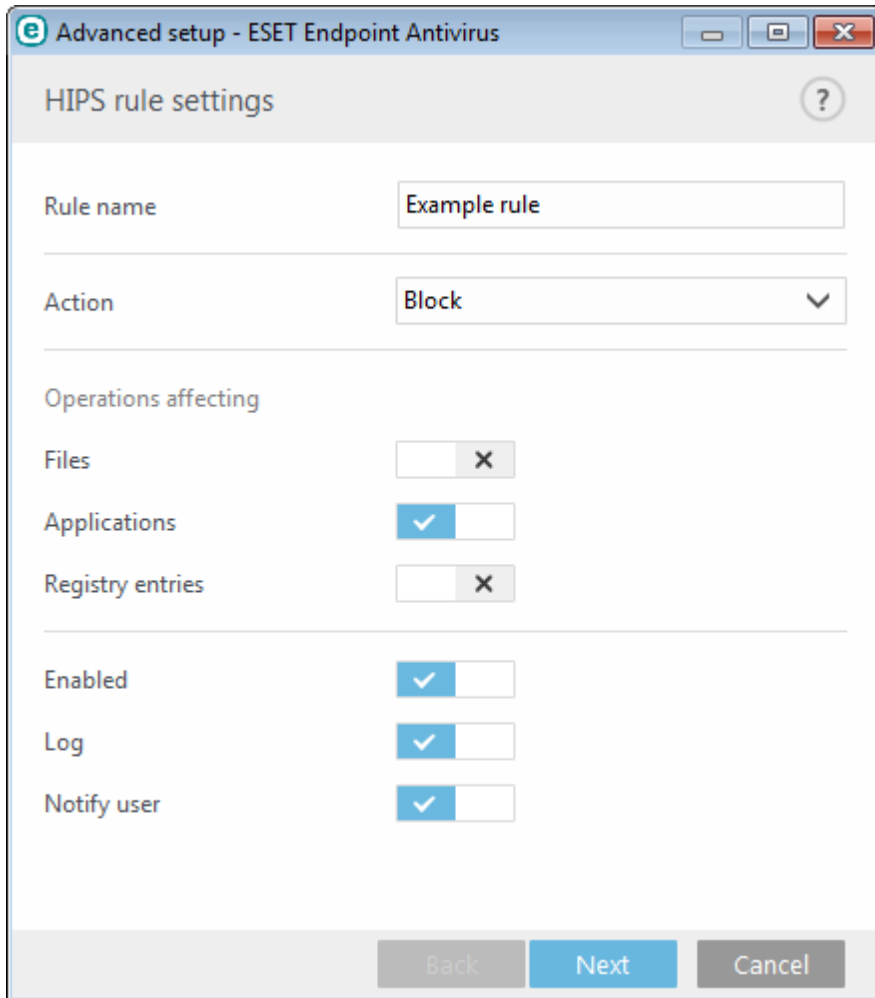 e Advanced setup - ESET Endpoint Antivirus
HIPS rule settings ?
Rule name Example rule
Action Block
Operations affecting
Files
Applications
Registry entries
Enabled
Log
Notify user
Back Next Cancel